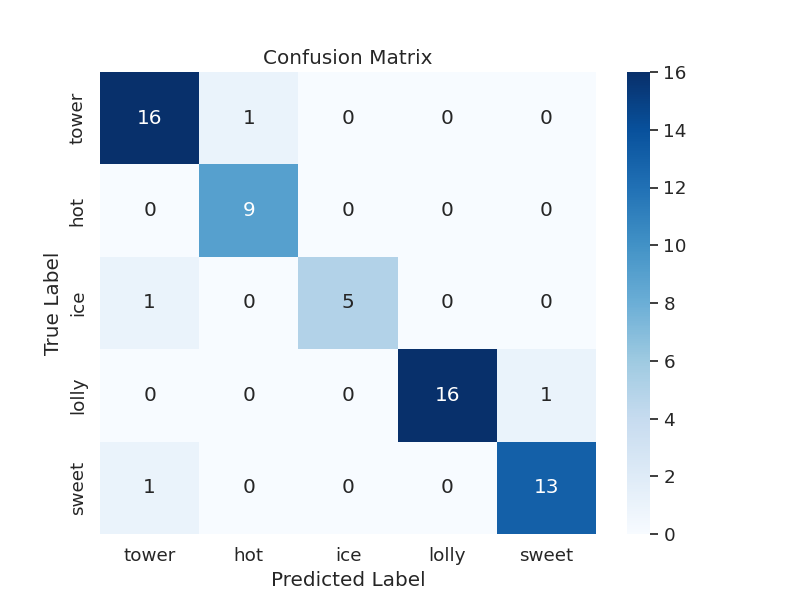 Confusion Matrix
True Label
tower 16 1 0 0 0
hot 0 9 0 0 0
ice 1 0 5 0 0
lolly 0 0 0 16 1
sweet 1 0 0 0 13
tower hot ice lolly sweet
Predicted Label
16
14
12
10
8
6
4
2
0